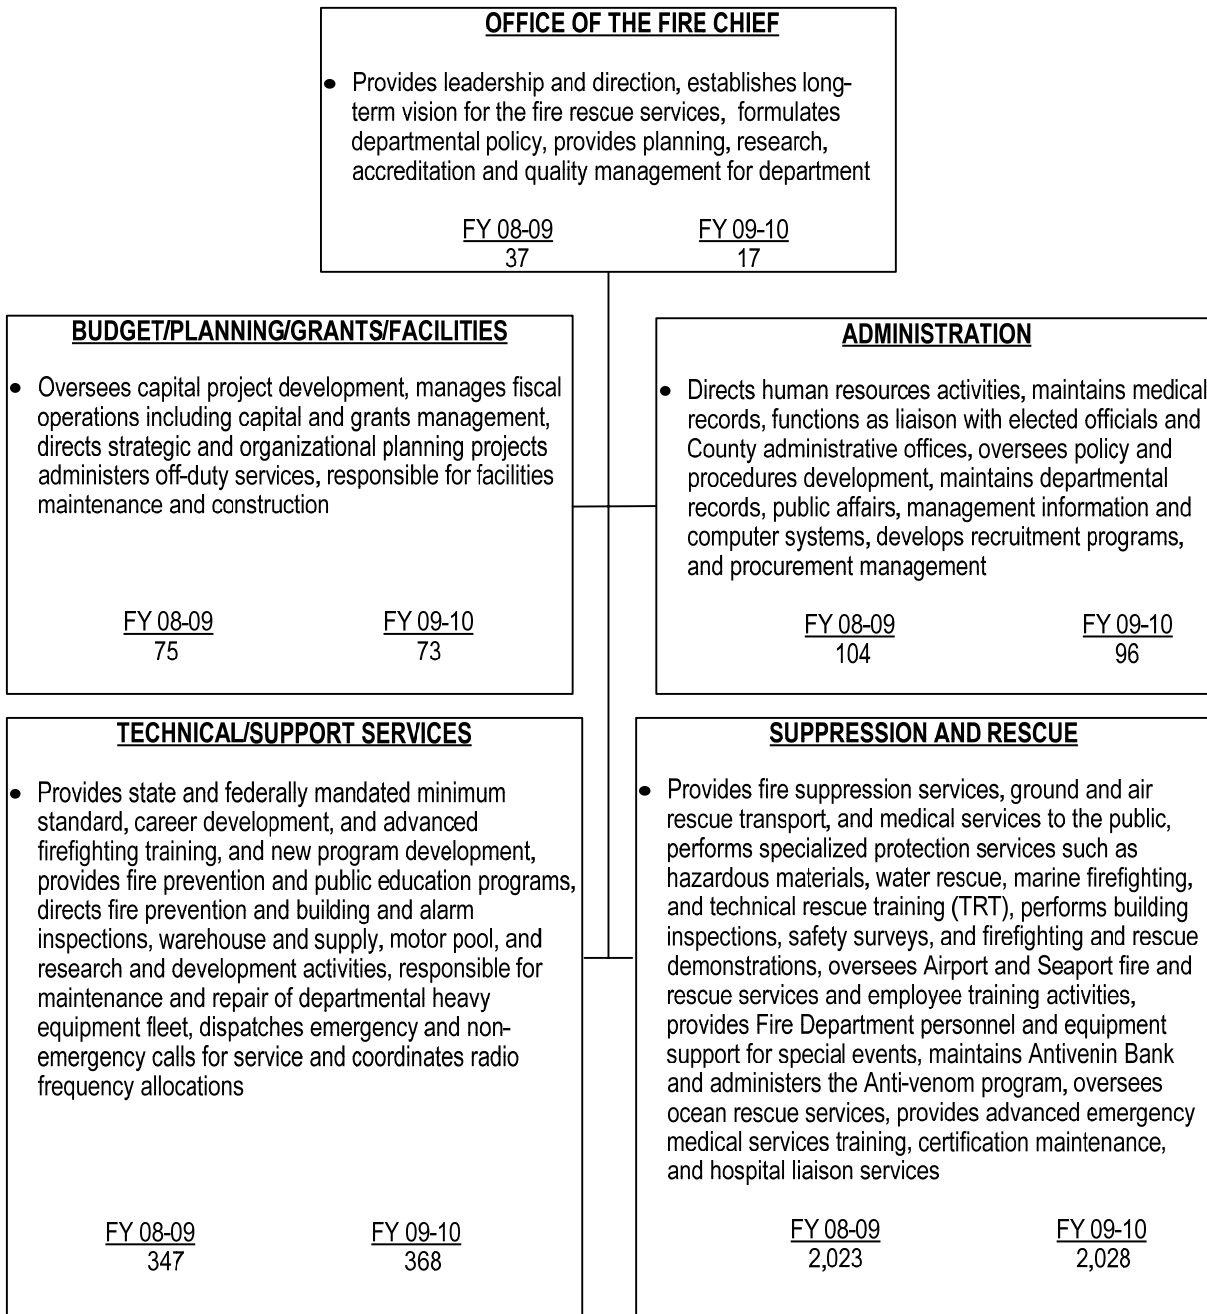 OFFICE OF THE FIRE CHIEF
• Provides leadership and direction, establishes long-
term vision for the fire rescue services, formulates
departmental policy, provides planning, research,
accreditation and quality management for department
FY 08-09 FY 09-10
37 17
BUDGET/PLANNING/GRANTS/FACILITIES
• Oversees capital project development, manages fiscal
operations including capital and grants management,
directs strategic and organizational planning projects
administers off-duty services, responsible for facilities
maintenance and construction
FY 08-09 FY 09-10
75 73
ADMINISTRATION
• Directs human resources activities, maintains medical
records, functions as liaison with elected officials and
County administrative offices, oversees policy and
procedures development, maintains departmental
records, public affairs, management information and
computer systems, develops recruitment programs,
and procurement management
FY 08-09 FY 09-10
104 96
TECHNICAL/SUPPORT SERVICES
• Provides state and federally mandated minimum
standard, career development, and advanced
firefighting training, and new program development,
provides fire prevention and public education programs,
directs fire prevention and building and alarm
inspections, warehouse and supply, motor pool, and
research and development activities, responsible for
maintenance and repair of departmental heavy
equipment fleet, dispatches emergency and non-
emergency calls for service and coordinates radio
frequency allocations
FY 08-09 FY 09-10
347 368
SUPPRESSION AND RESCUE
• Provides fire suppression services, ground and air
rescue transport, and medical services to the public,
performs specialized protection services such as
hazardous materials, water rescue, marine firefighting,
and technical rescue training (TRT), performs building
inspections, safety surveys, and firefighting and rescue
demonstrations, oversees Airport and Seaport fire and
rescue services and employee training activities,
provides Fire Department personnel and equipment
support for special events, maintains Antivenin Bank
and administers the Anti-venom program, oversees
ocean rescue services, provides advanced emergency
medical services training, certification maintenance,
and hospital liaison services
FY 08-09 FY 09-10
2,023 2,028